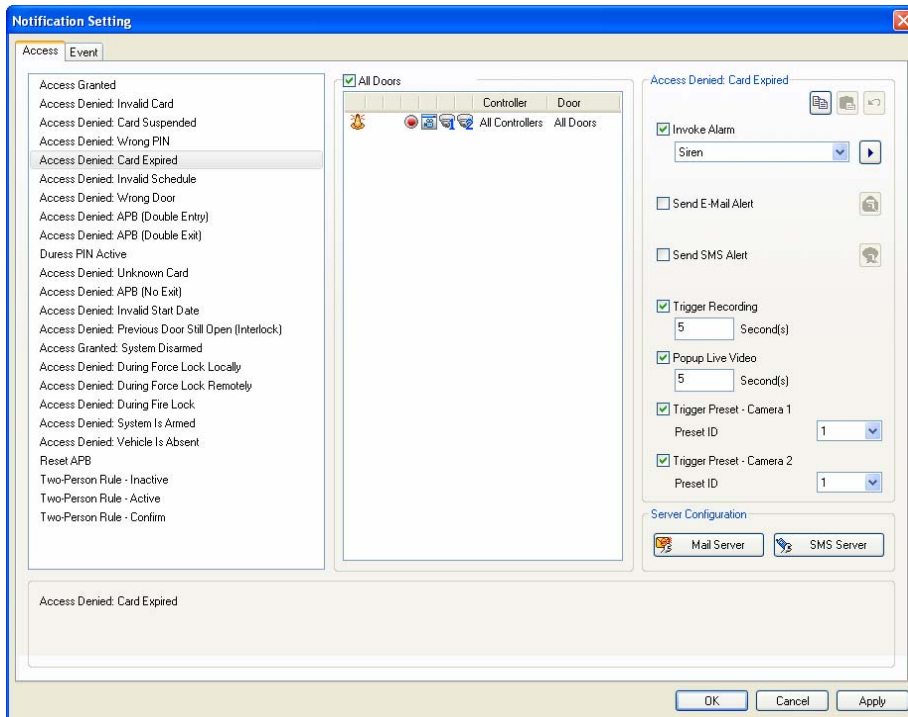 Notification Setting
Access
Event
Access Granted
Access Denied: Invalid Card
Access Denied: Card Suspended
Access Denied: Wrong PIN
Access Denied: Card Expired
Access Denied: Invalid Schedule
Access Denied: Wrong Door
Access Denied: APB (Double Entry)
Access Denied: APB (Double Exit)
Duress PIN Active
Access Denied: Unknown Card
Access Denied: APB (No Exit)
Access Denied: Invalid Start Date
Access Denied: Previous Door Still Open (Interlock)
Access Granted: System Disarmed
Access Denied: During Force Lock Locally
Access Denied: During Force Lock Remotely
Access Denied: During Fire Lock
Access Denied: System Is Armed
Access Denied: Vehicle Is Absent
Reset APB
Two-Person Rule - Inactive
Two-Person Rule - Active
Two-Person Rule - Confirm
All Doors
Controller Door
1 2 All Controllers All Doors
Access Denied: Card Expired
Invoke Alarm
Siren
Send E-Mail Alert
Send SMS Alert
Trigger Recording
5 Second(s)
Popup Live Video
5 Second(s)
Trigger Preset - Camera 1
Preset ID 1
Trigger Preset - Camera 2
Preset ID 1
Server Configuration
Mail Server
SMS Server
Access Denied: Card Expired
OK Cancel Apply